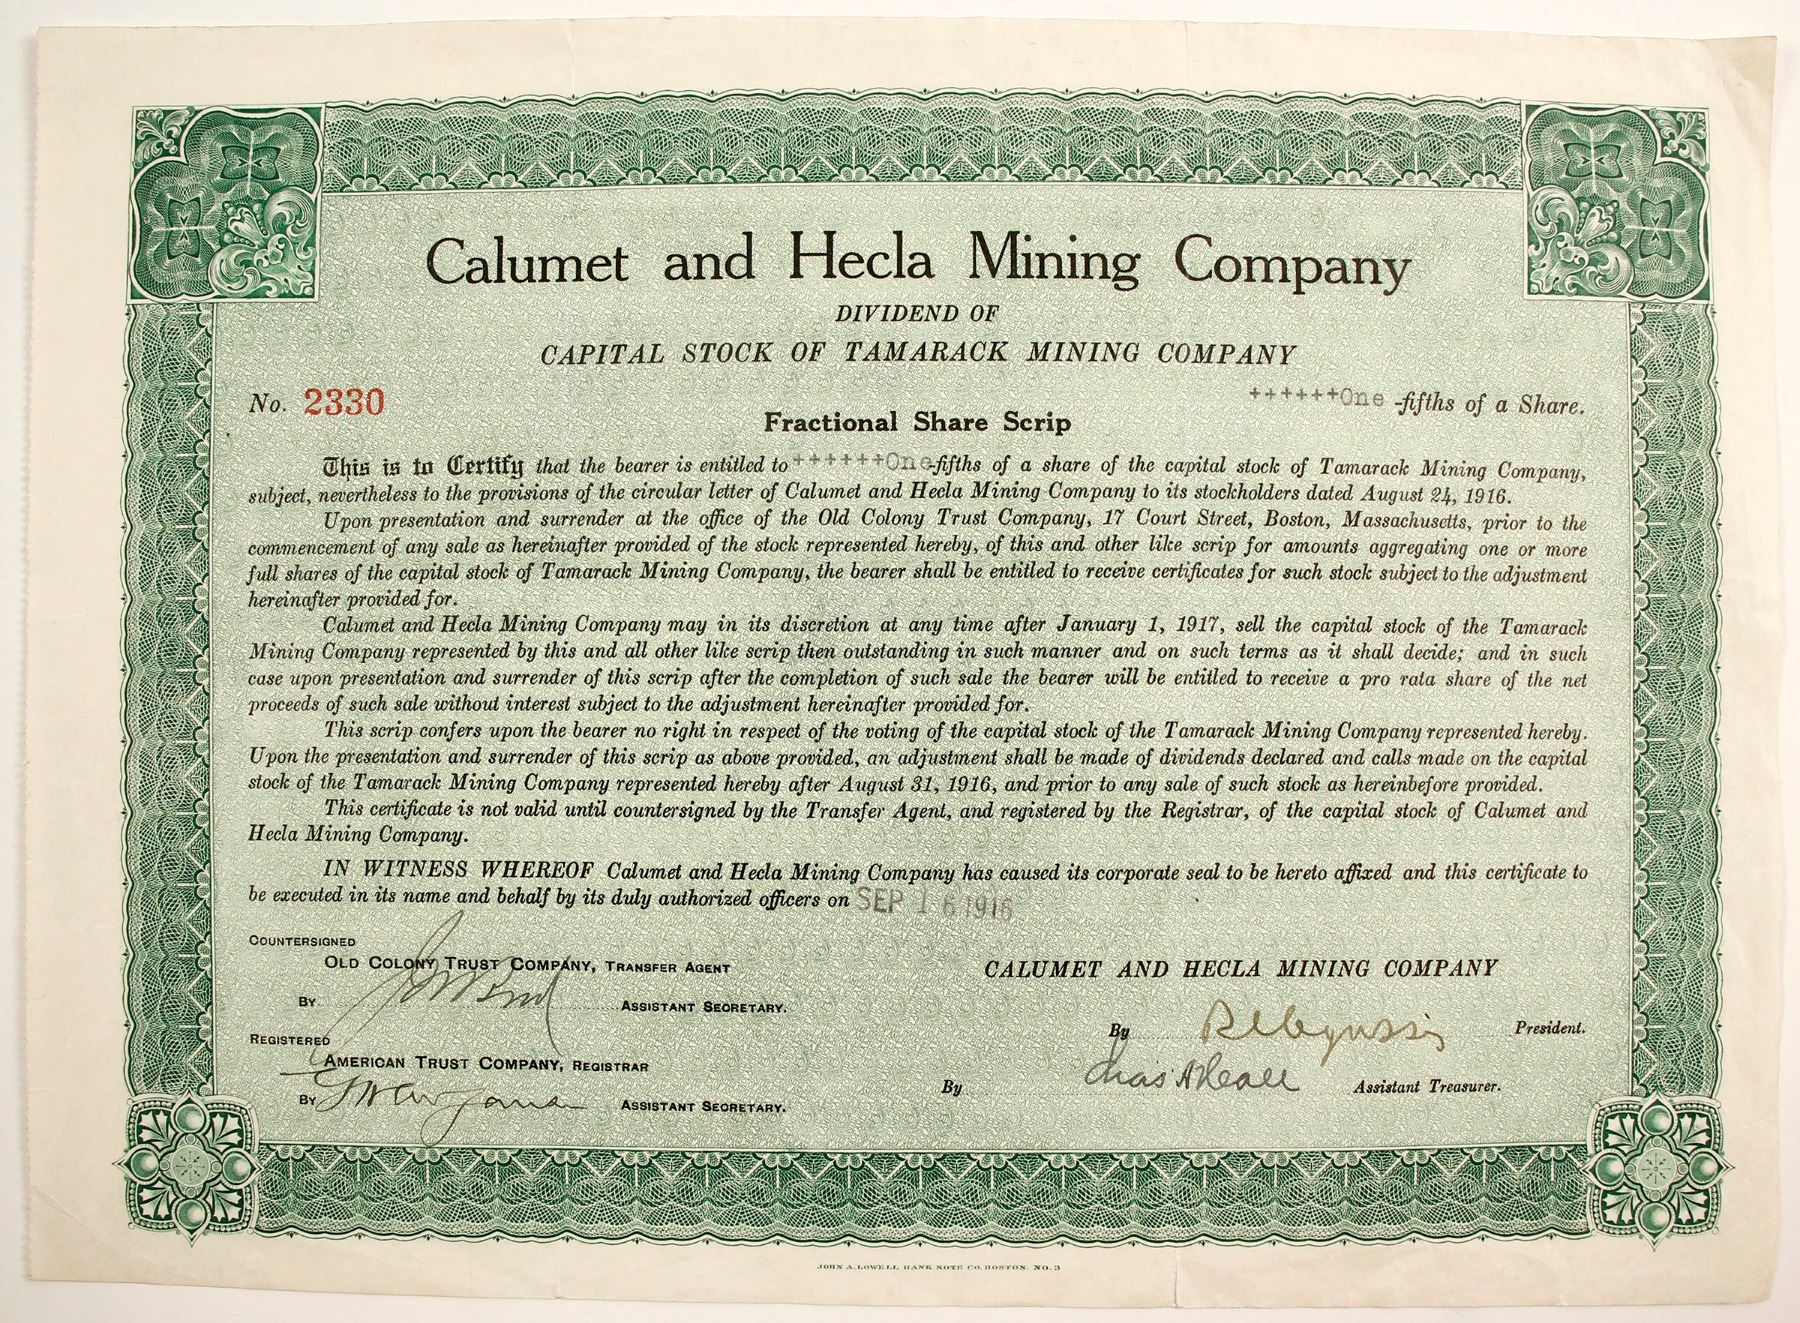 Calumet and Hecla Mining Company
DIVIDEND OF
CAPITAL STOCK OF TAMARACK MINING COMPANY
No. 2330
++++++One -fifths of a Share.
Fractional Share Scrip
This is to Certify that the bearer is entitled to ++++++One-fifths of a share of the capital stock of Tamarack Mining Company,
subject, nevertheless to the provisions of the circular letter of Calumet and Hecla Mining Company to its stockholders dated August 24, 1916.
Upon presentation and surrender at the office of the Old Colony Trust Company, 17 Court Street, Boston, Massachusetts, prior to the
commencement of any sale as hereinafter provided of the stock represented hereby, of this and other like scrip for amounts aggregating one or more
full shares of the capital stock of Tamarack Mining Company, the bearer shall be entitled to receive certificates for such stock subject to the adjustment
hereinafter provided for.
Calumet and Hecla Mining Company may in its discretion at any time after January 1, 1917, sell the capital stock of the Tamarack
Mining Company represented by this and all other like scrip then outstanding in such manner and on such terms as it shall decide; and in such
case upon presentation and surrender of this scrip after the completion of such sale the bearer will be entitled to receive a pro rata share of the net
proceeds of such sale without interest subject to the adjustment hereinafter provided for.
This scrip confers upon the bearer no right in respect of the voting of the capital stock of the Tamarack Mining Company represented hereby.
Upon the presentation and surrender of this scrip as above provided, an adjustment shall be made of dividends declared and calls made on the capital
stock of the Tamarack Mining Company represented hereby after August 31, 1916, and prior to any sale of such stock as hereinbefore provided.
This certificate is not valid until countersigned by the Transfer Agent, and registered by the Registrar, of the capital stock of Calumet and
Hecla Mining Company.
IN WITNESS WHEREOF Calumet and Hecla Mining Company has caused its corporate seal to be hereto affixed and this certificate to
be executed in its name and behalf by its duly authorized officers on SEP 16 1916
COUNTERSIGNED
OLD COLONY TRUST COMPANY, TRANSFER AGENT
BY ASSISTANT SECRETARY.
REGISTERED
AMERICAN TRUST COMPANY, REGISTRAR
BY ASSISTANT SECRETARY.
CALUMET AND HECLA MINING COMPANY
By President.
By Chas A Assistant Treasurer.
JOHN A. LOWELL BANK NOTE CO. BOSTON. NO. 3